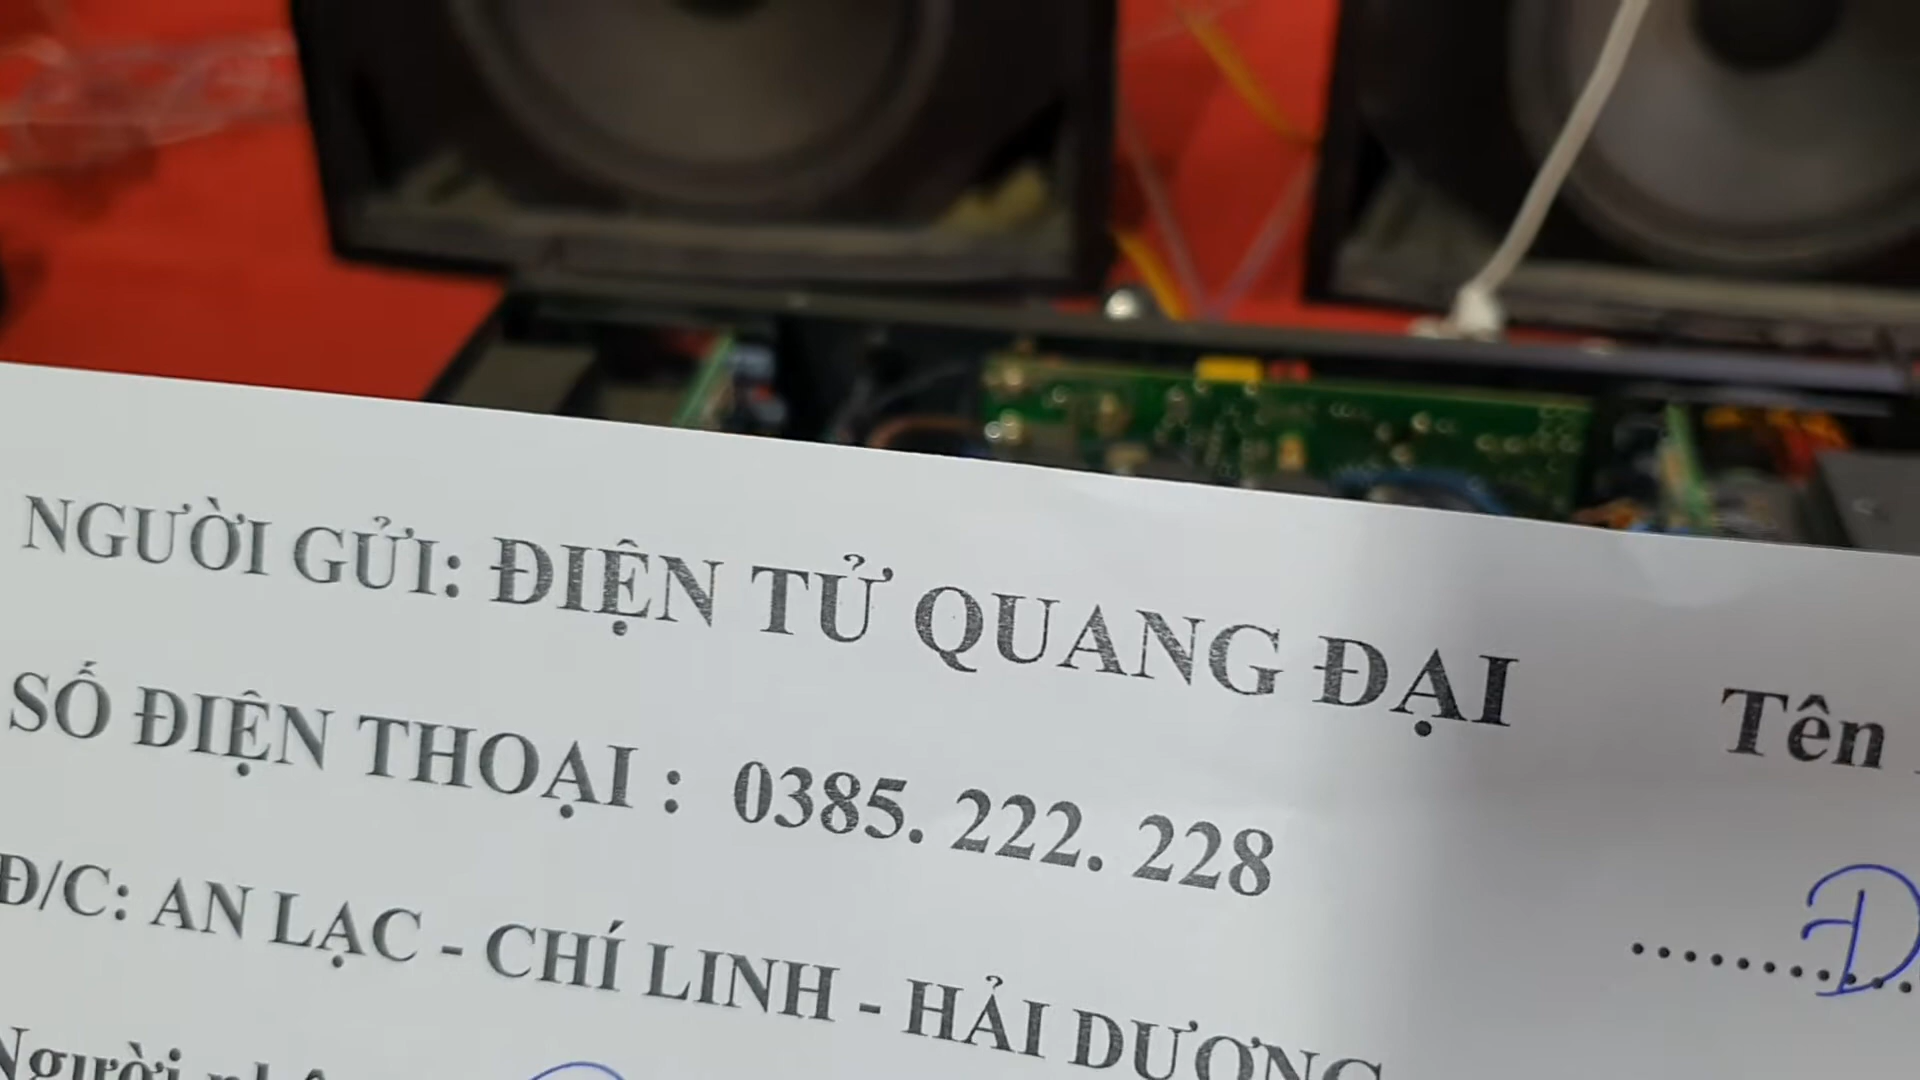 NGƯỜI GỬI: ĐIỆN TỬ QUANG ĐẠI
Tên
SỐ ĐIỆN THOẠI : 0385. 222. 228
..........Đ
Đ/C: AN LẠC - CHÍ LINH - HẢI DƯƠNG
Người